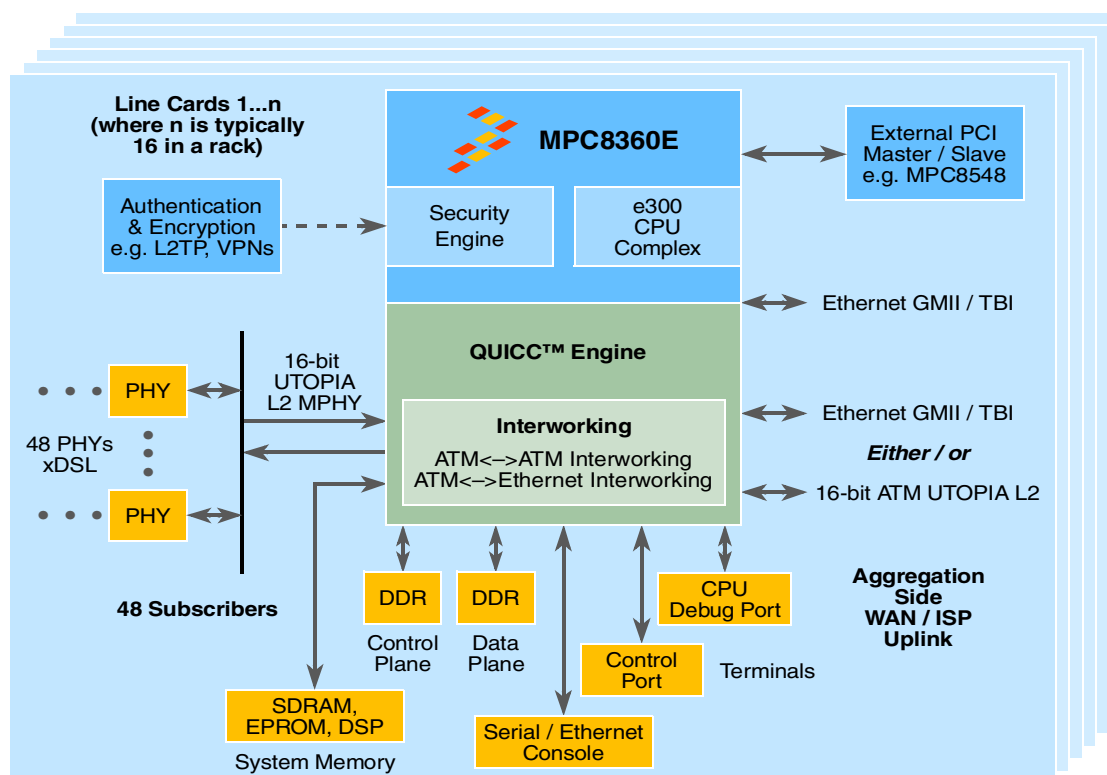 Line Cards 1...n
(where n is typically
16 in a rack)
MPC8360E
External PCI
Master / Slave
e.g. MPC8548
Authentication
& Encryption
e.g. L2TP, VPNs
Security
Engine
e300
CPU
Complex
Ethernet GMII / TBI
QUICC™ Engine
16-bit
UTOPIA
L2 MPHY
PHY
48 PHYs
xDSL
PHY
Interworking
ATM<–>ATM Interworking
ATM<–>Ethernet Interworking
Ethernet GMII / TBI
Either / or
16-bit ATM UTOPIA L2
48 Subscribers
DDR
Control
Plane
DDR
Data
Plane
CPU
Debug Port
Aggregation
Side
WAN / ISP
Uplink
Control
Port
Terminals
SDRAM,
EPROM, DSP
System Memory
Serial / Ethernet
Console